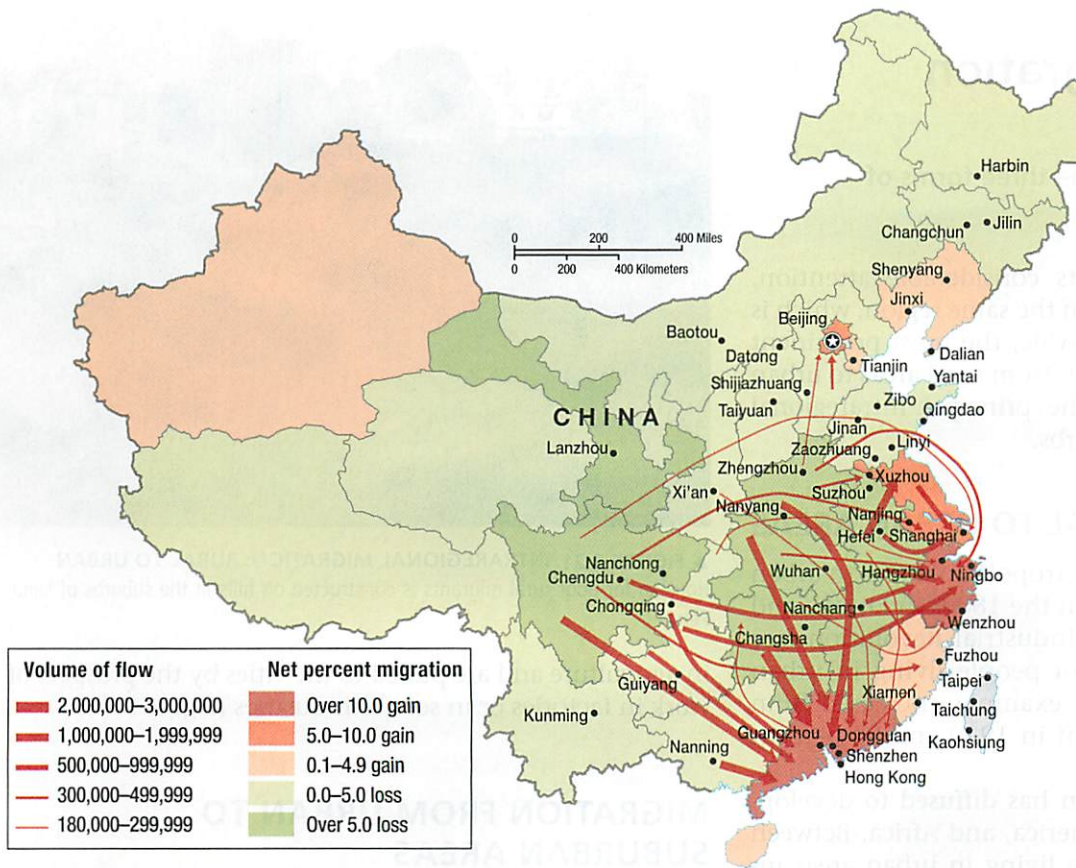 Harbin
Jilin
Changchun
0 200 400 Miles
0 200 400 Kilometers
Shenyang
Jinxi
Beijing
Baotou
Datong
Tianjin
Dalian
Shijiazhuang
Yantai
Taiyuan
Zibo
Qingdao
CHINA
Jinan
Linyi
Lanzhou
Zaozhuang
Zhengzhou
Xuzhou
Xi'an
Suzhou
Nanyang
Nanjing
Hefei
Shanghai
Nanchong
Wuhan
Hangzhou
Ningbo
Chengdu
Chongqing
Nanchang
Wenzhou
Changsha
Fuzhou
Guiyang
Taipei
Xiamen
Taichung
Kunming
Guangzhou
Dongguan
Kaohsiung
Nanning
Shenzhen
Hong Kong
Volume of flow
2,000,000–3,000,000
1,000,000–1,999,999
500,000–999,999
300,000–499,999
180,000–299,999
Net percent migration
Over 10.0 gain
5.0–10.0 gain
0.1–4.9 gain
0.0–5.0 loss
Over 5.0 loss